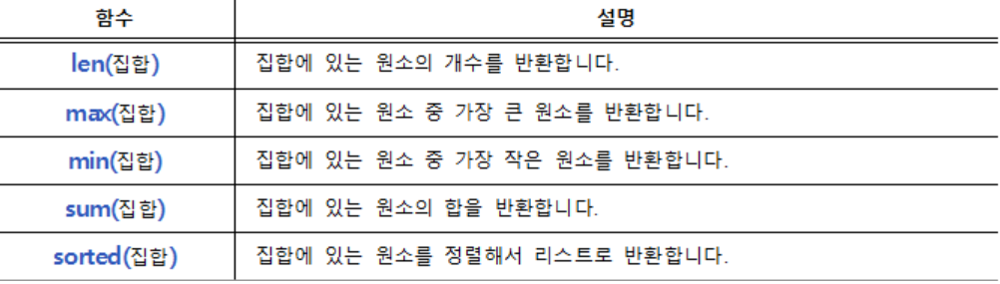 함수 설명
len(집합) 집합에 있는 원소의 개수를 반환합니다.
max(집합) 집합에 있는 원소 중 가장 큰 원소를 반환합니다.
min(집합) 집합에 있는 원소 중 가장 작은 원소를 반환합니다.
sum(집합) 집합에 있는 원소의 합을 반환합니다.
sorted(집합) 집합에 있는 원소를 정렬해서 리스트로 반환합니다.